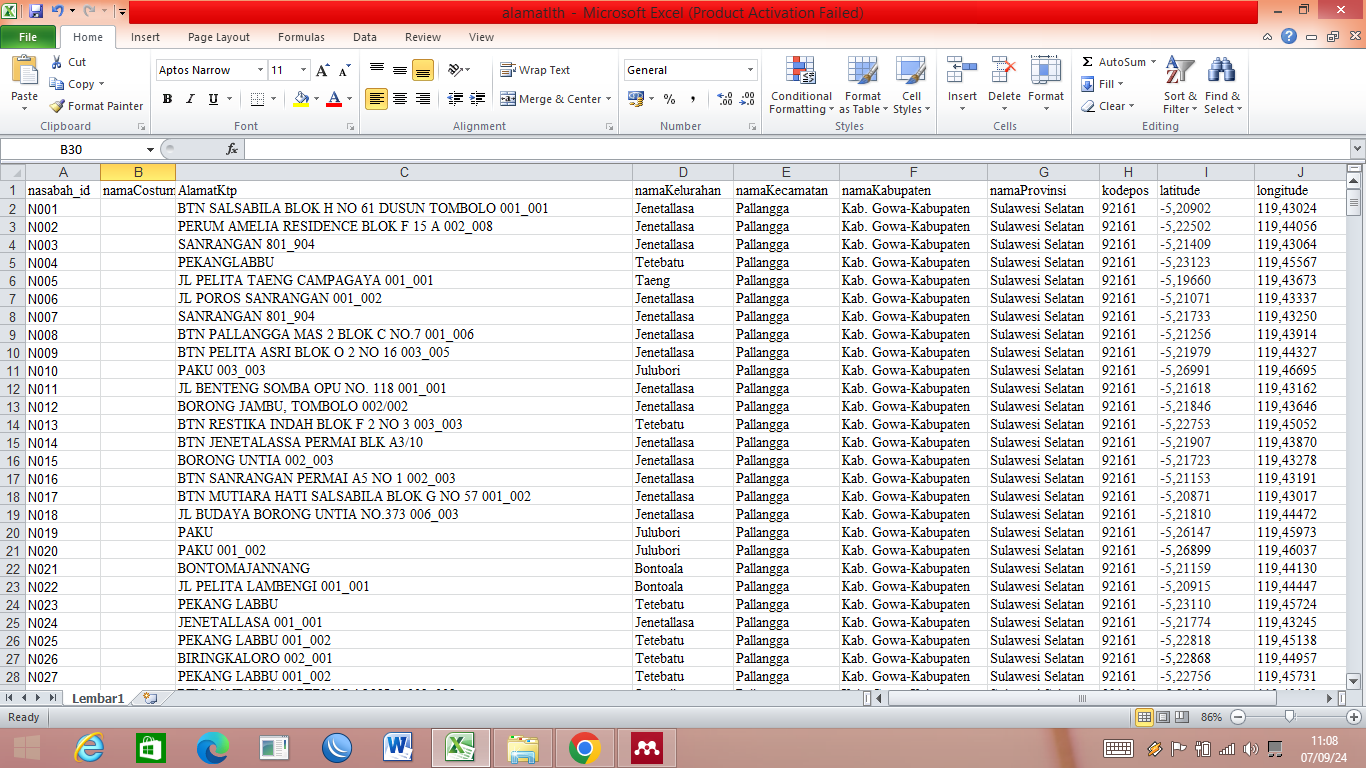 alamatlth - Microsoft Excel (Product Activation Failed)
File Home Insert Page Layout Formulas Data Review View
Paste
Cut
Copy
Format Painter
Clipboard
Aptos Narrow 11
B I U
Font
Wrap Text
Merge & Center
Alignment
General
% ,
Number
Conditional Formatting
Format as Table
Cell Styles
Styles
Insert Delete Format
Cells
AutoSum
Fill
Clear
Sort & Filter
Find & Select
Editing
B30
A B C D E F G H I J
1 nasabah_id namaCostum AlamatKtp namaKelurahan namaKecamatan namaKabupaten namaProvinsi kodepos latitude longitude
2 N001 BTN SALSABILA BLOK H NO 61 DUSUN TOMBOLO 001_001 Jenetallasa Pallangga Kab. Gowa-Kabupaten Sulawesi Selatan 92161 -5,20902 119,43024
3 N002 PERUM AMELIA RESIDENCE BLOK F 15 A 002_008 Jenetallasa Pallangga Kab. Gowa-Kabupaten Sulawesi Selatan 92161 -5,22502 119,44056
4 N003 SANRANGAN 801_904 Jenetallasa Pallangga Kab. Gowa-Kabupaten Sulawesi Selatan 92161 -5,21409 119,43064
5 N004 PEKANGLABBU Tetebatu Pallangga Kab. Gowa-Kabupaten Sulawesi Selatan 92161 -5,23123 119,45567
6 N005 JL PELITA TAENG CAMPAGAYA 001_001 Taeng Pallangga Kab. Gowa-Kabupaten Sulawesi Selatan 92161 -5,19660 119,43673
7 N006 JL POROS SANRANGAN 001_002 Jenetallasa Pallangga Kab. Gowa-Kabupaten Sulawesi Selatan 92161 -5,21071 119,43337
8 N007 SANRANGAN 801_904 Jenetallasa Pallangga Kab. Gowa-Kabupaten Sulawesi Selatan 92161 -5,21733 119,43250
9 N008 BTN PALLANGGA MAS 2 BLOK C NO.7 001_006 Jenetallasa Pallangga Kab. Gowa-Kabupaten Sulawesi Selatan 92161 -5,21256 119,43914
10 N009 BTN PELITA ASRI BLOK O 2 NO 16 003_005 Jenetallasa Pallangga Kab. Gowa-Kabupaten Sulawesi Selatan 92161 -5,21979 119,44327
11 N010 PAKU 003_003 Julubori Pallangga Kab. Gowa-Kabupaten Sulawesi Selatan 92161 -5,26991 119,46695
12 N011 JL BENTENG SOMBA OPU NO. 118 001_001 Jenetallasa Pallangga Kab. Gowa-Kabupaten Sulawesi Selatan 92161 -5,21618 119,43162
13 N012 BORONG JAMBU, TOMBOLO 002/002 Jenetallasa Pallangga Kab. Gowa-Kabupaten Sulawesi Selatan 92161 -5,21846 119,43646
14 N013 BTN RESTIKA INDAH BLOK F 2 NO 3 003_003 Tetebatu Pallangga Kab. Gowa-Kabupaten Sulawesi Selatan 92161 -5,22753 119,45052
15 N014 BTN JENETALASSA PERMAI BLK A3/10 Jenetallasa Pallangga Kab. Gowa-Kabupaten Sulawesi Selatan 92161 -5,21907 119,43870
16 N015 BORONG UNTIA 002_003 Jenetallasa Pallangga Kab. Gowa-Kabupaten Sulawesi Selatan 92161 -5,21723 119,43278
17 N016 BTN SANRANGAN PERMAI A5 NO 1 002_003 Jenetallasa Pallangga Kab. Gowa-Kabupaten Sulawesi Selatan 92161 -5,21153 119,43191
18 N017 BTN MUTIARA HATI SALSABILA BLOK G NO 57 001_002 Jenetallasa Pallangga Kab. Gowa-Kabupaten Sulawesi Selatan 92161 -5,20871 119,43017
19 N018 JL BUDAYA BORONG UNTIA NO.373 006_003 Jenetallasa Pallangga Kab. Gowa-Kabupaten Sulawesi Selatan 92161 -5,21810 119,44472
20 N019 PAKU Julubori Pallangga Kab. Gowa-Kabupaten Sulawesi Selatan 92161 -5,26147 119,45973
21 N020 PAKU 001_002 Julubori Pallangga Kab. Gowa-Kabupaten Sulawesi Selatan 92161 -5,26899 119,46037
22 N021 BONTOMAJANNANG Bontoala Pallangga Kab. Gowa-Kabupaten Sulawesi Selatan 92161 -5,21159 119,44130
23 N022 JL PELITA LAMBENGI 001_001 Bontoala Pallangga Kab. Gowa-Kabupaten Sulawesi Selatan 92161 -5,20915 119,44447
24 N023 PEKANG LABBU Tetebatu Pallangga Kab. Gowa-Kabupaten Sulawesi Selatan 92161 -5,23110 119,45724
25 N024 JENETALLASA 001_001 Jenetallasa Pallangga Kab. Gowa-Kabupaten Sulawesi Selatan 92161 -5,21774 119,43245
26 N025 PEKANG LABBU 001_002 Tetebatu Pallangga Kab. Gowa-Kabupaten Sulawesi Selatan 92161 -5,22818 119,45138
27 N026 BIRINGKALORO 002_001 Tetebatu Pallangga Kab. Gowa-Kabupaten Sulawesi Selatan 92161 -5,22868 119,44957
28 N027 PEKANG LABBU 001_002 Tetebatu Pallangga Kab. Gowa-Kabupaten Sulawesi Selatan 92161 -5,22756 119,45731
Lembar1
Ready 86%
11:08
07/09/24